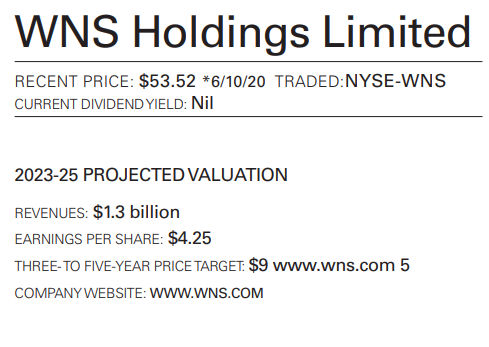 WNS Holdings Limited
RECENT PRICE: $53.52 *6/10/20 TRADED:NYSE-WNS
CURRENT DIVIDEND YIELD: Nil
2023-25 PROJECTED VALUATION
REVENUES: $1.3 billion
EARNINGS PER SHARE: $4.25
THREE- TO FIVE-YEAR PRICE TARGET: $9 www.wns.com 5
COMPANY WEBSITE: WWW.WNS.COM